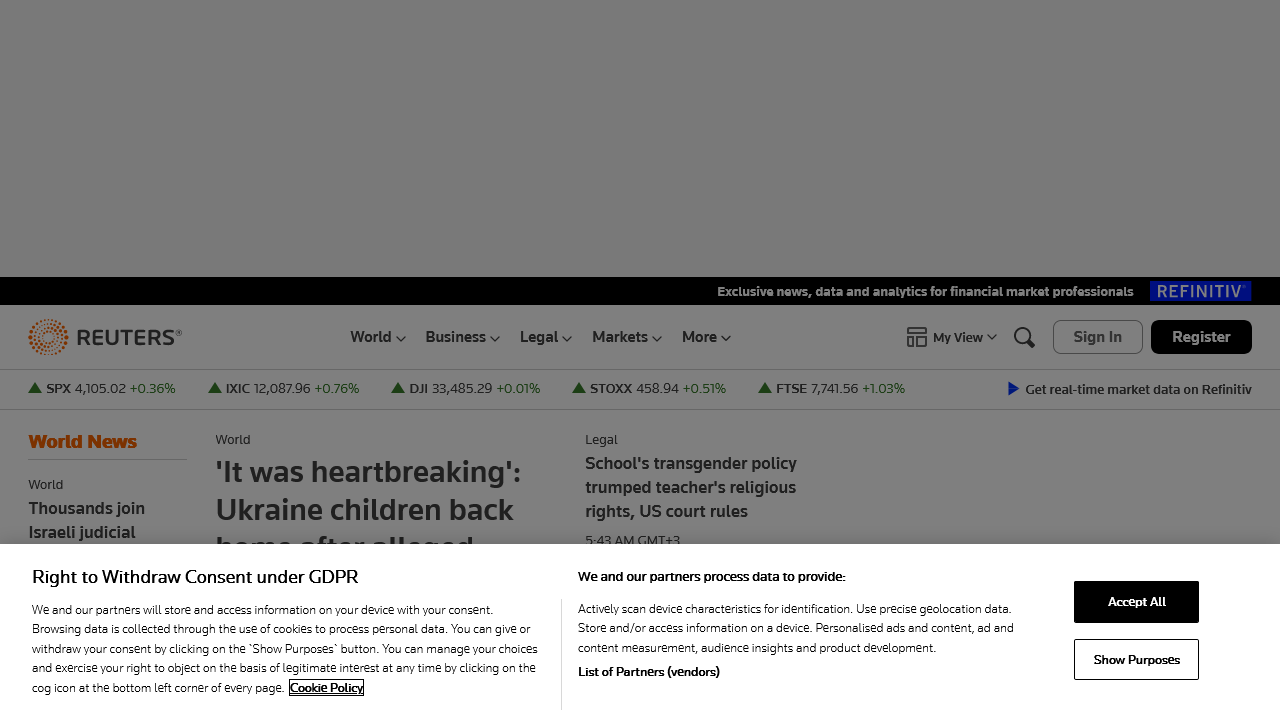 Exclusive news, data and analytics for financial market professionals REFINITIV
REUTERS®
World Business Legal Markets More
My View Sign In Register
SPX 4,105.02 +0.36% IXIC 12,087.96 +0.76% DJI 33,485.29 +0.01% STOXX 458.94 +0.51% FTSE 7,741.56 +1.03% Get real-time market data on Refinitiv
World News
World
Thousands join
Israeli judicial
World
'It was heartbreaking':
Ukraine children back
home after alleged
Legal
School's transgender policy
trumped teacher's religious
rights, US court rules
5:43 AM GMT+3
Right to Withdraw Consent under GDPR
We and our partners will store and access information on your device with your consent.
Browsing data is collected through the use of cookies to process personal data. You can give or
withdraw your consent by clicking on the `Show Purposes` button. You can manage your choices
and exercise your right to object on the basis of legitimate interest at any time by clicking on the
cog icon at the bottom left corner of every page. Cookie Policy
We and our partners process data to provide:
Actively scan device characteristics for identification. Use precise geolocation data.
Store and/or access information on a device. Personalised ads and content, ad and
content measurement, audience insights and product development.
List of Partners (vendors)
Accept All
Show Purposes